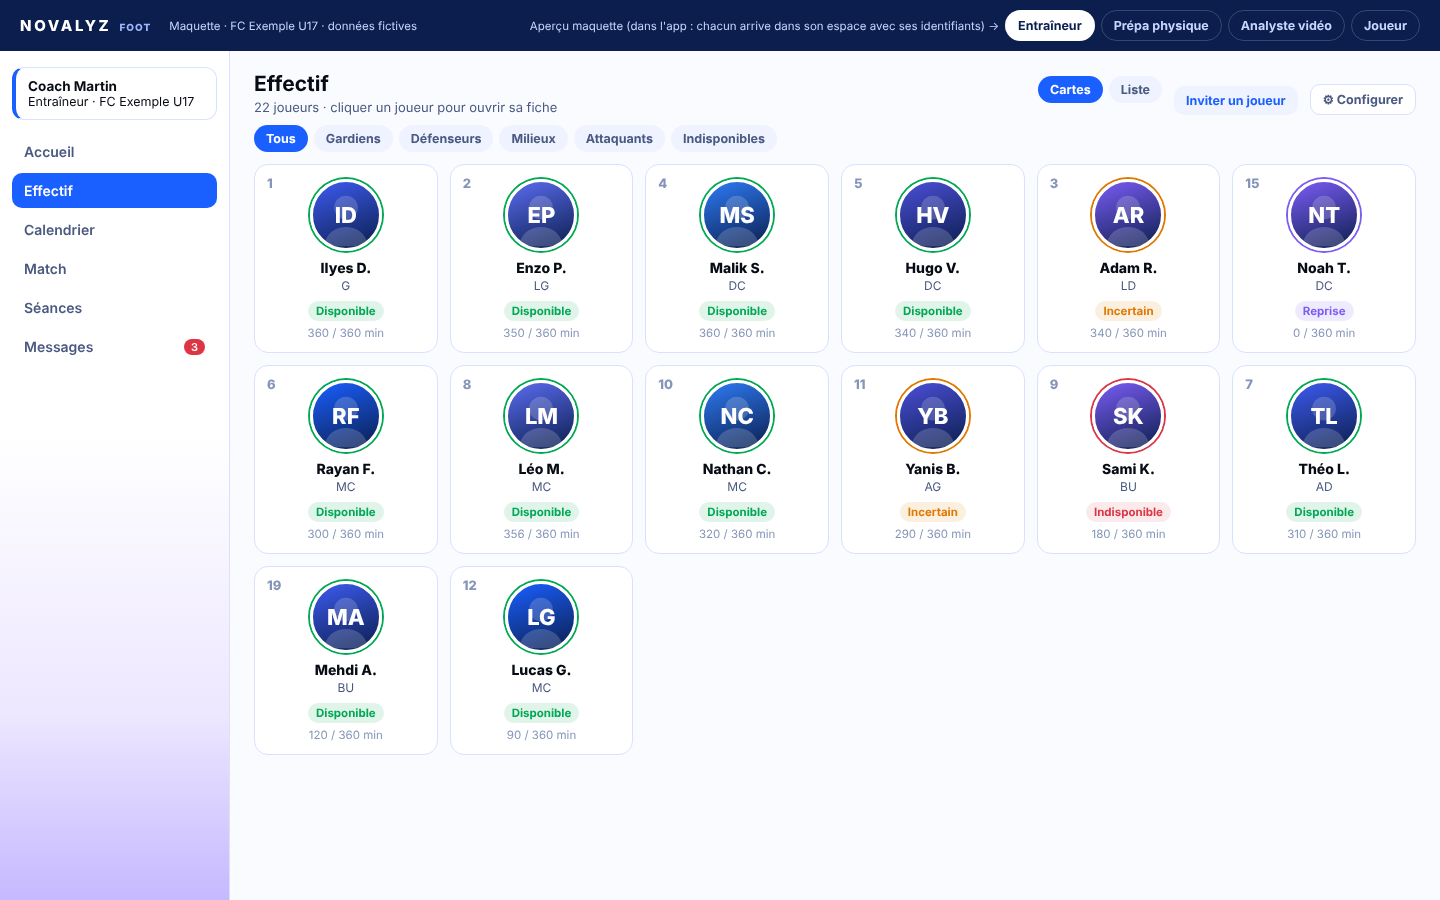 NOVALYZ FOOT Maquette · FC Exemple U17 · données fictives Aperçu maquette (dans l'app : chacun arrive dans son espace avec ses identifiants) → Entraîneur Prépa physique Analyste vidéo Joueur
Coach Martin
Entraîneur · FC Exemple U17
Accueil
Effectif
Calendrier
Match
Séances
Messages 3
Effectif
22 joueurs · cliquer un joueur pour ouvrir sa fiche
Cartes Liste Inviter un joueur ⚙ Configurer
Tous Gardiens Défenseurs Milieux Attaquants Indisponibles
1 2 4 5 3 15
ID EP MS HV AR NT
Ilyes D. Enzo P. Malik S. Hugo V. Adam R. Noah T.
G LG DC DC LD DC
Disponible Disponible Disponible Disponible Incertain Reprise
360 / 360 min 350 / 360 min 360 / 360 min 340 / 360 min 340 / 360 min 0 / 360 min
6 8 10 11 9 7
RF LM NC YB SK TL
Rayan F. Léo M. Nathan C. Yanis B. Sami K. Théo L.
MC MC MC AG BU AD
Disponible Disponible Disponible Incertain Indisponible Disponible
300 / 360 min 356 / 360 min 320 / 360 min 290 / 360 min 180 / 360 min 310 / 360 min
19 12
MA LG
Mehdi A. Lucas G.
BU MC
Disponible Disponible
120 / 360 min 90 / 360 min